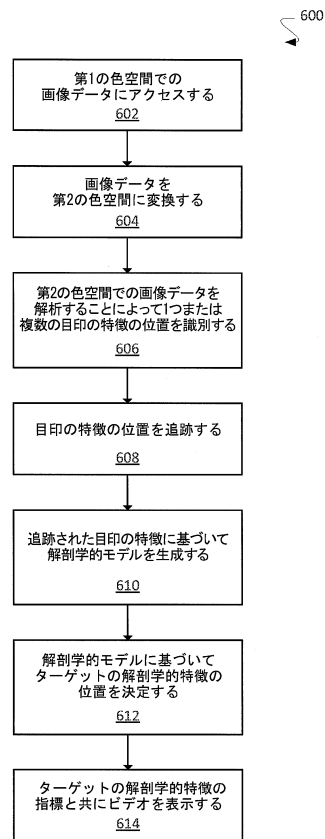 600
第1の色空間での
画像データにアクセスする
602
画像データを
第2の色空間に変換する
604
第2の色空間での画像データを
解析することによって1つまたは
複数の目印の特徴の位置を識別する
606
目印の特徴の位置を追跡する
608
追跡された目印の特徴に基づいて
解剖学的モデルを生成する
610
解剖学的モデルに基づいて
ターゲットの解剖学的特徴の
位置を決定する
612
ターゲットの解剖学的特徴の
指標と共にビデオを表示する
614